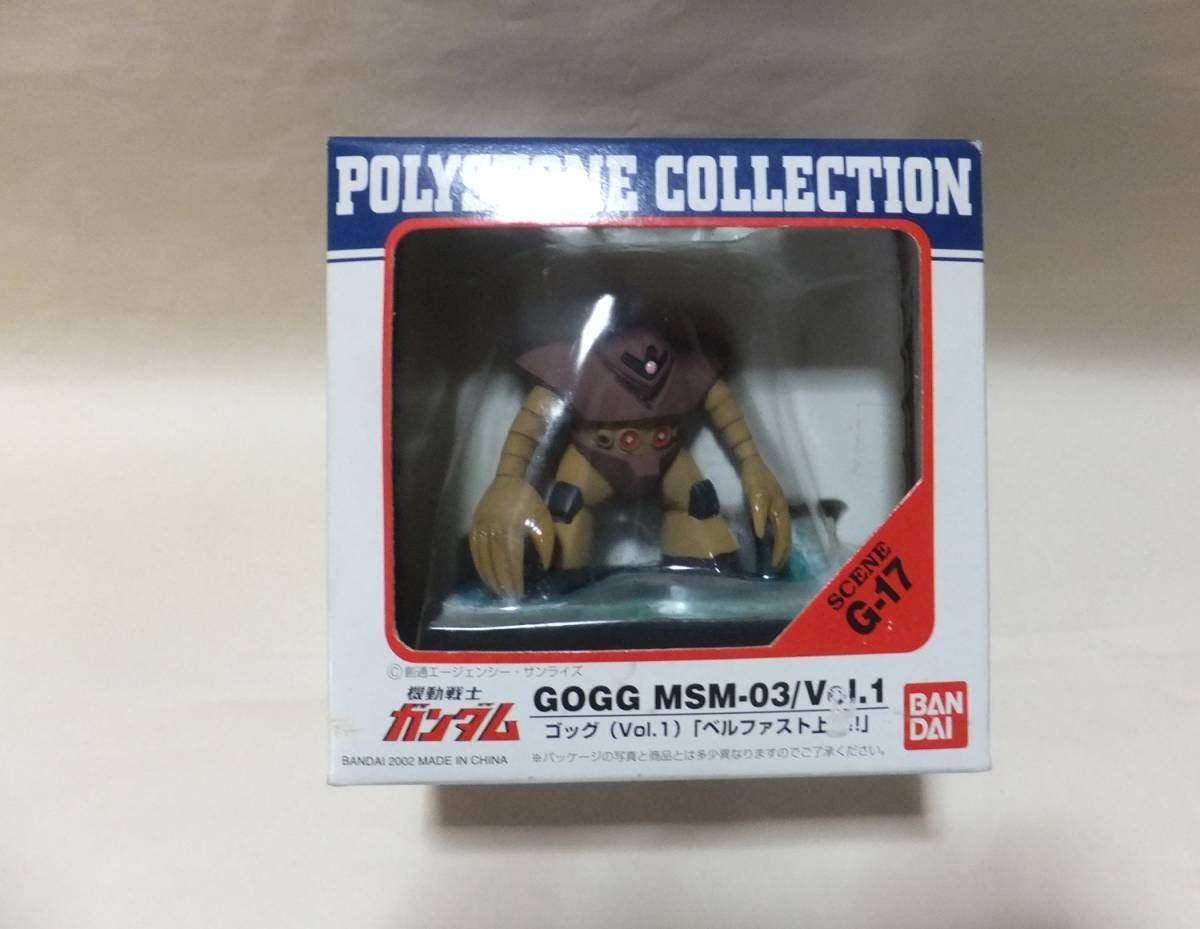 POLYSTONE COLLECTION
SCENE
G-17
©創通エージェンシー・サンライズ
機動戦士
ガンダム
GOGG MSM-03/Vol.1
ゴッグ（Vol.1）「ベルファスト上!」
BANDAI 2002 MADE IN CHINA
※パッケージの写真と商品とは多少異なりますのでご了承ください。
BAN
DAI